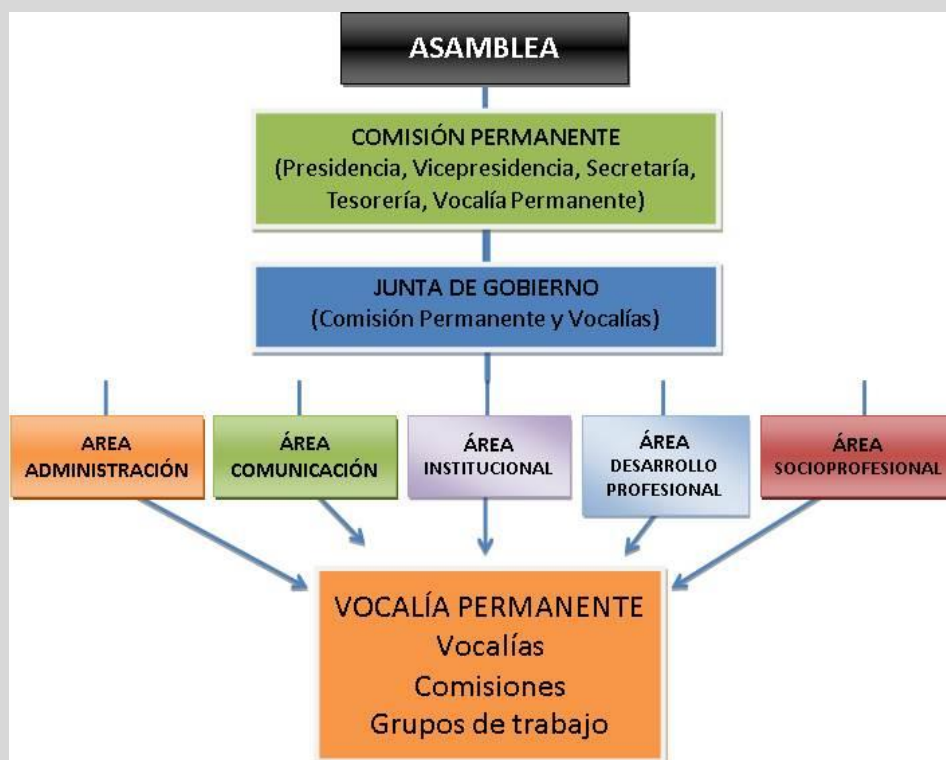 ASAMBLEA
COMISIÓN PERMANENTE
(Presidencia, Vicepresidencia, Secretaría,
Tesorería, Vocalía Permanente)
JUNTA DE GOBIERNO
(Comisión Permanente y Vocalías)
AREA
ADMINISTRACIÓN
ÁREA
COMUNICACIÓN
ÁREA
INSTITUCIONAL
ÁREA
DESARROLLO
PROFESIONAL
ÁREA
SOCIOPROFESIONAL
VOCALÍA PERMANENTE
Vocalías
Comisiones
Grupos de trabajo